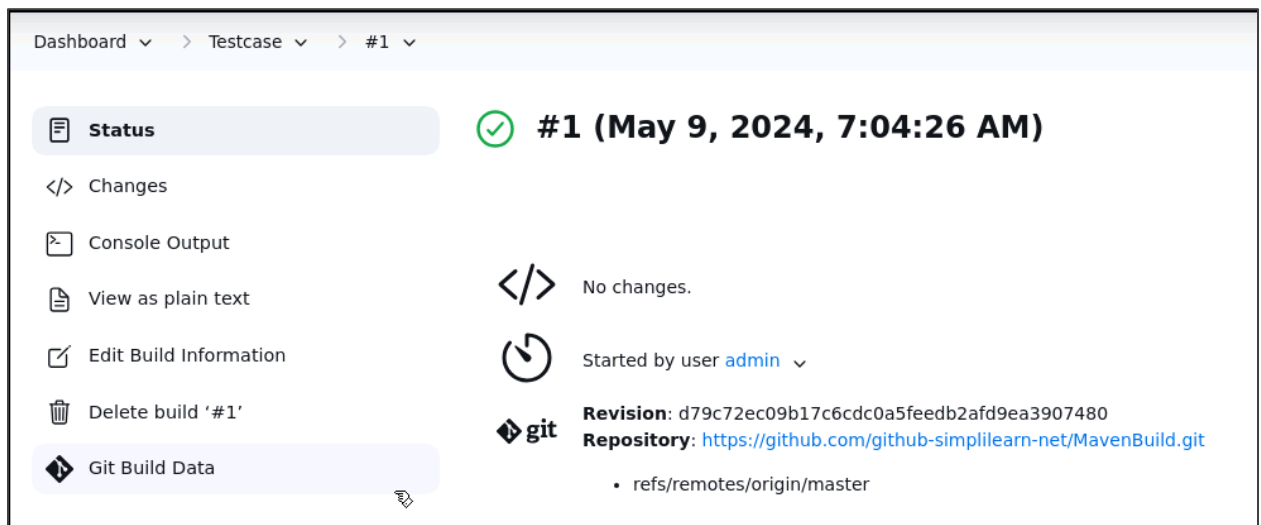 Dashboard > Testcase > #1
Status
Changes
Console Output
View as plain text
Edit Build Information
Delete build ‘#1’
Git Build Data
#1 (May 9, 2024, 7:04:26 AM)
No changes.
Started by user admin
git
Revision: d79c72ec09b17c6cdc0a5feedb2afd9ea3907480
Repository: https://github.com/github-simplilearn-net/MavenBuild.git
• refs/remotes/origin/master